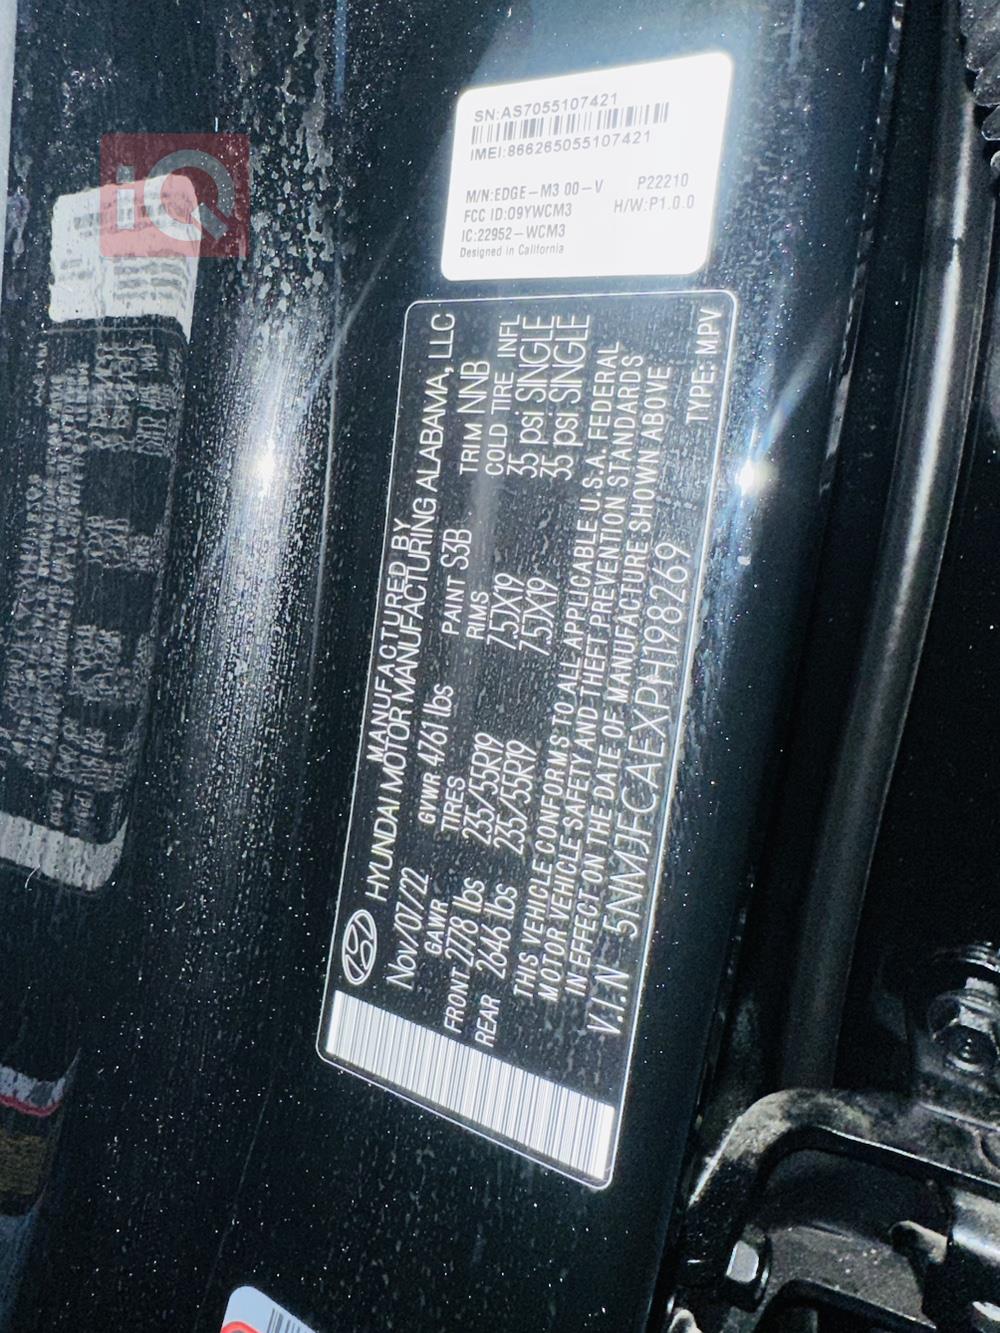 iQ
SN:AS7055107421
IMEI:866265055107421
M/N:EDGE-M3 00-V P22210
FCC ID:O9YWCM3 H/W:P1.0.0
IC:22952-WCM3
Designed in California
MANUFACTURED BY
HYUNDAI MOTOR MANUFACTURING ALABAMA, LLC
Nov/07/22 GVWR 4761 lbs PAINT S3B TRIM NNB
GAWR TIRES RIMS COLD TIRE INFL
FRONT 2778 lbs 235/55R19 7.5JX19 35 psi SINGLE
REAR 2646 lbs 235/55R19 7.5JX19 35 psi SINGLE
THIS VEHICLE CONFORMS TO ALL APPLICABLE U.S.A. FEDERAL
MOTOR VEHICLE SAFETY AND THEFT PREVENTION STANDARDS
IN EFFECT ON THE DATE OF MANUFACTURE SHOWN ABOVE
V.I.N 5NMJFCAEXPH198269 TYPE: MPV